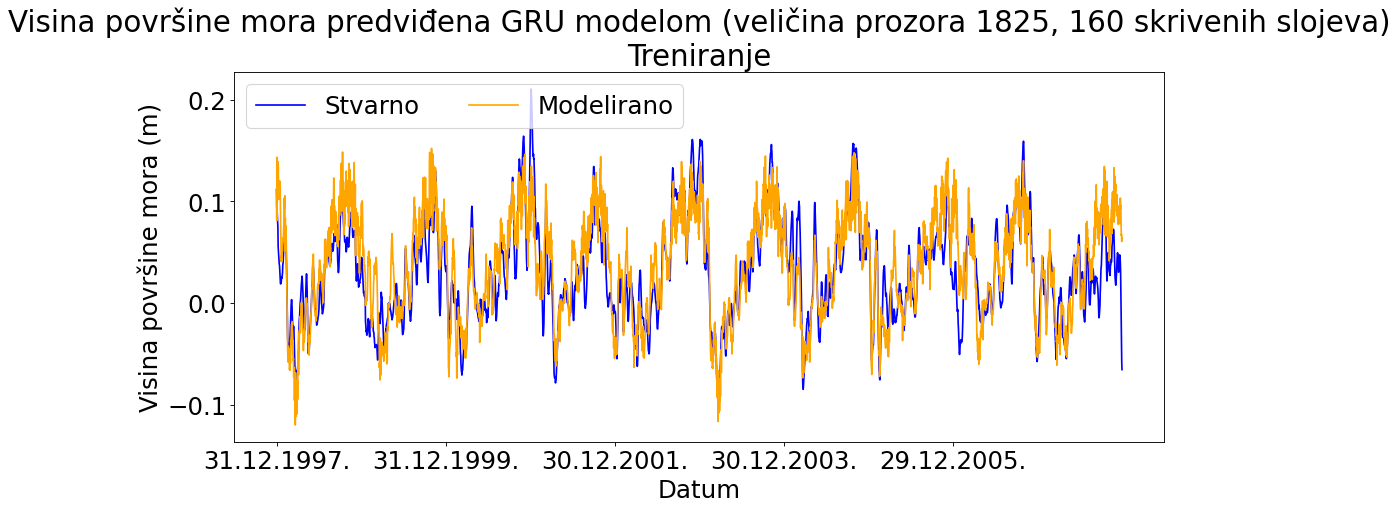 Visina površine mora predviđena GRU modelom (veličina prozora 1825, 160 skrivenih slojeva)
Treniranje
Stvarno Modelirano
Visina površine mora (m)
0.2
0.1
0.0
−0.1
31.12.1997. 31.12.1999. 30.12.2001. 30.12.2003. 29.12.2005.
Datum